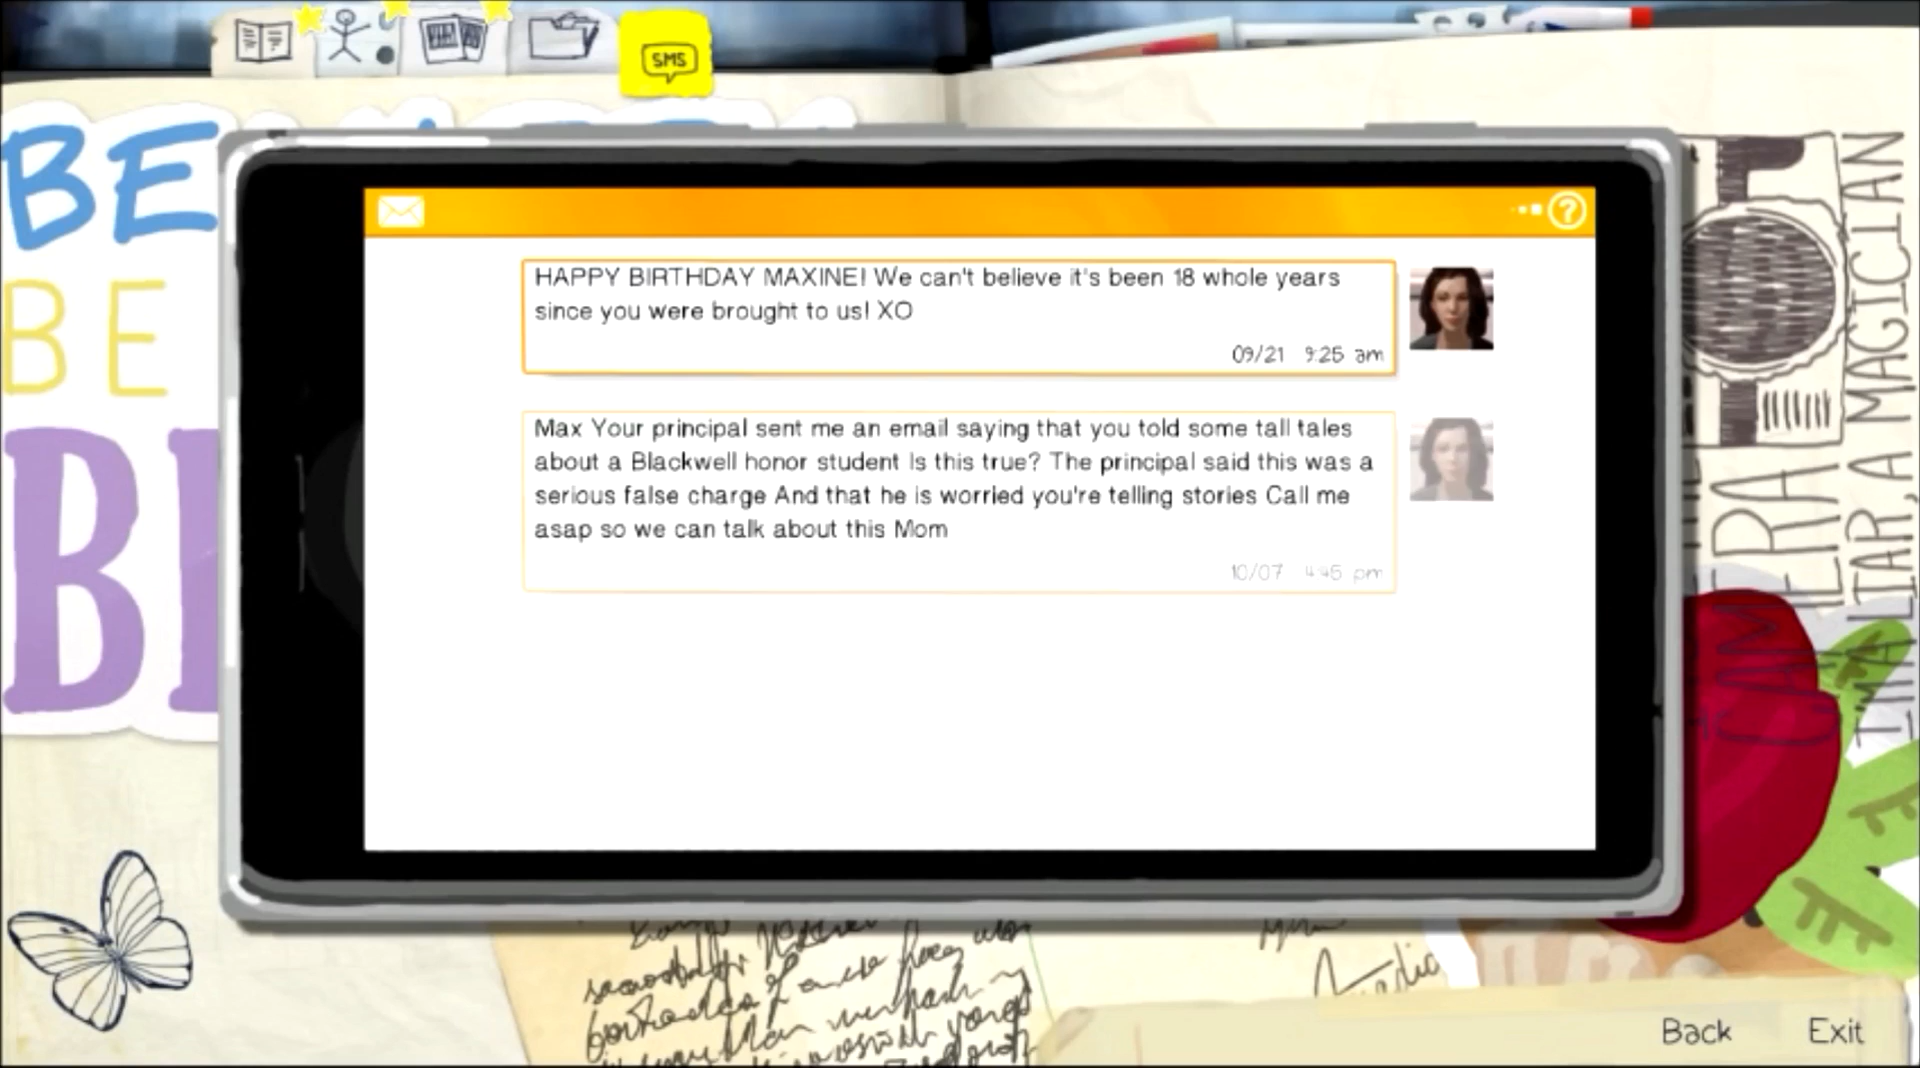 SMS
BE
BE
HAPPY BIRTHDAY MAXINE! We can't believe it's been 18 whole years
since you were brought to us! XO
09/21 9:25 am
Max Your principal sent me an email saying that you told some tall tales
about a Blackwell honor student Is this true? The principal said this was a
serious false charge And that he is worried you're telling stories Call me
asap so we can talk about this Mom
10/07 4:45 pm
CAMERA
I'M A LIAR, A MAGICIAN
Back Exit